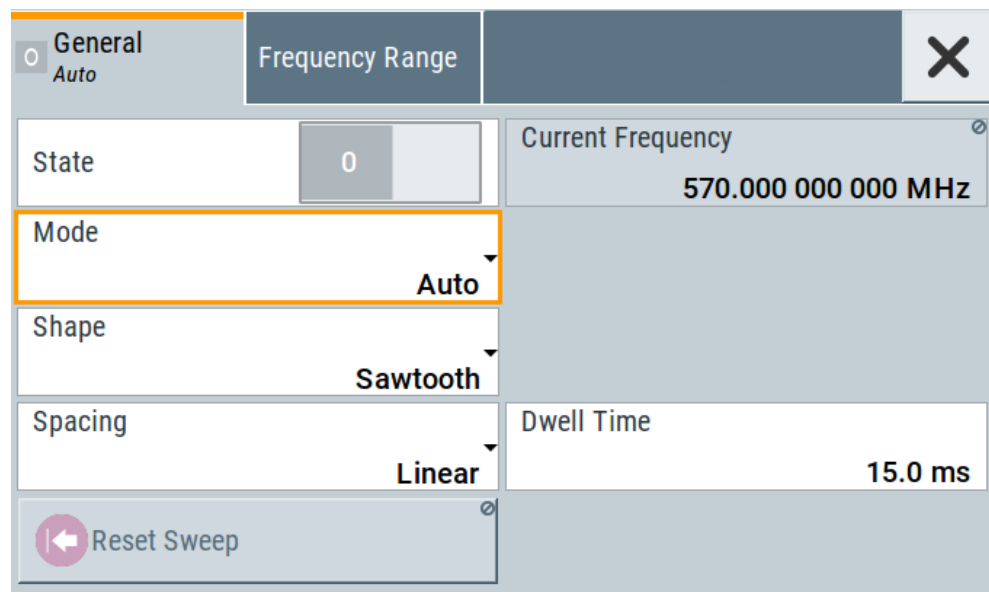 0 General
Auto
Frequency Range
State
0
Current Frequency
570.000 000 000 MHz
Mode
Auto
Shape
Sawtooth
Spacing
Linear
Dwell Time
15.0 ms
Reset Sweep